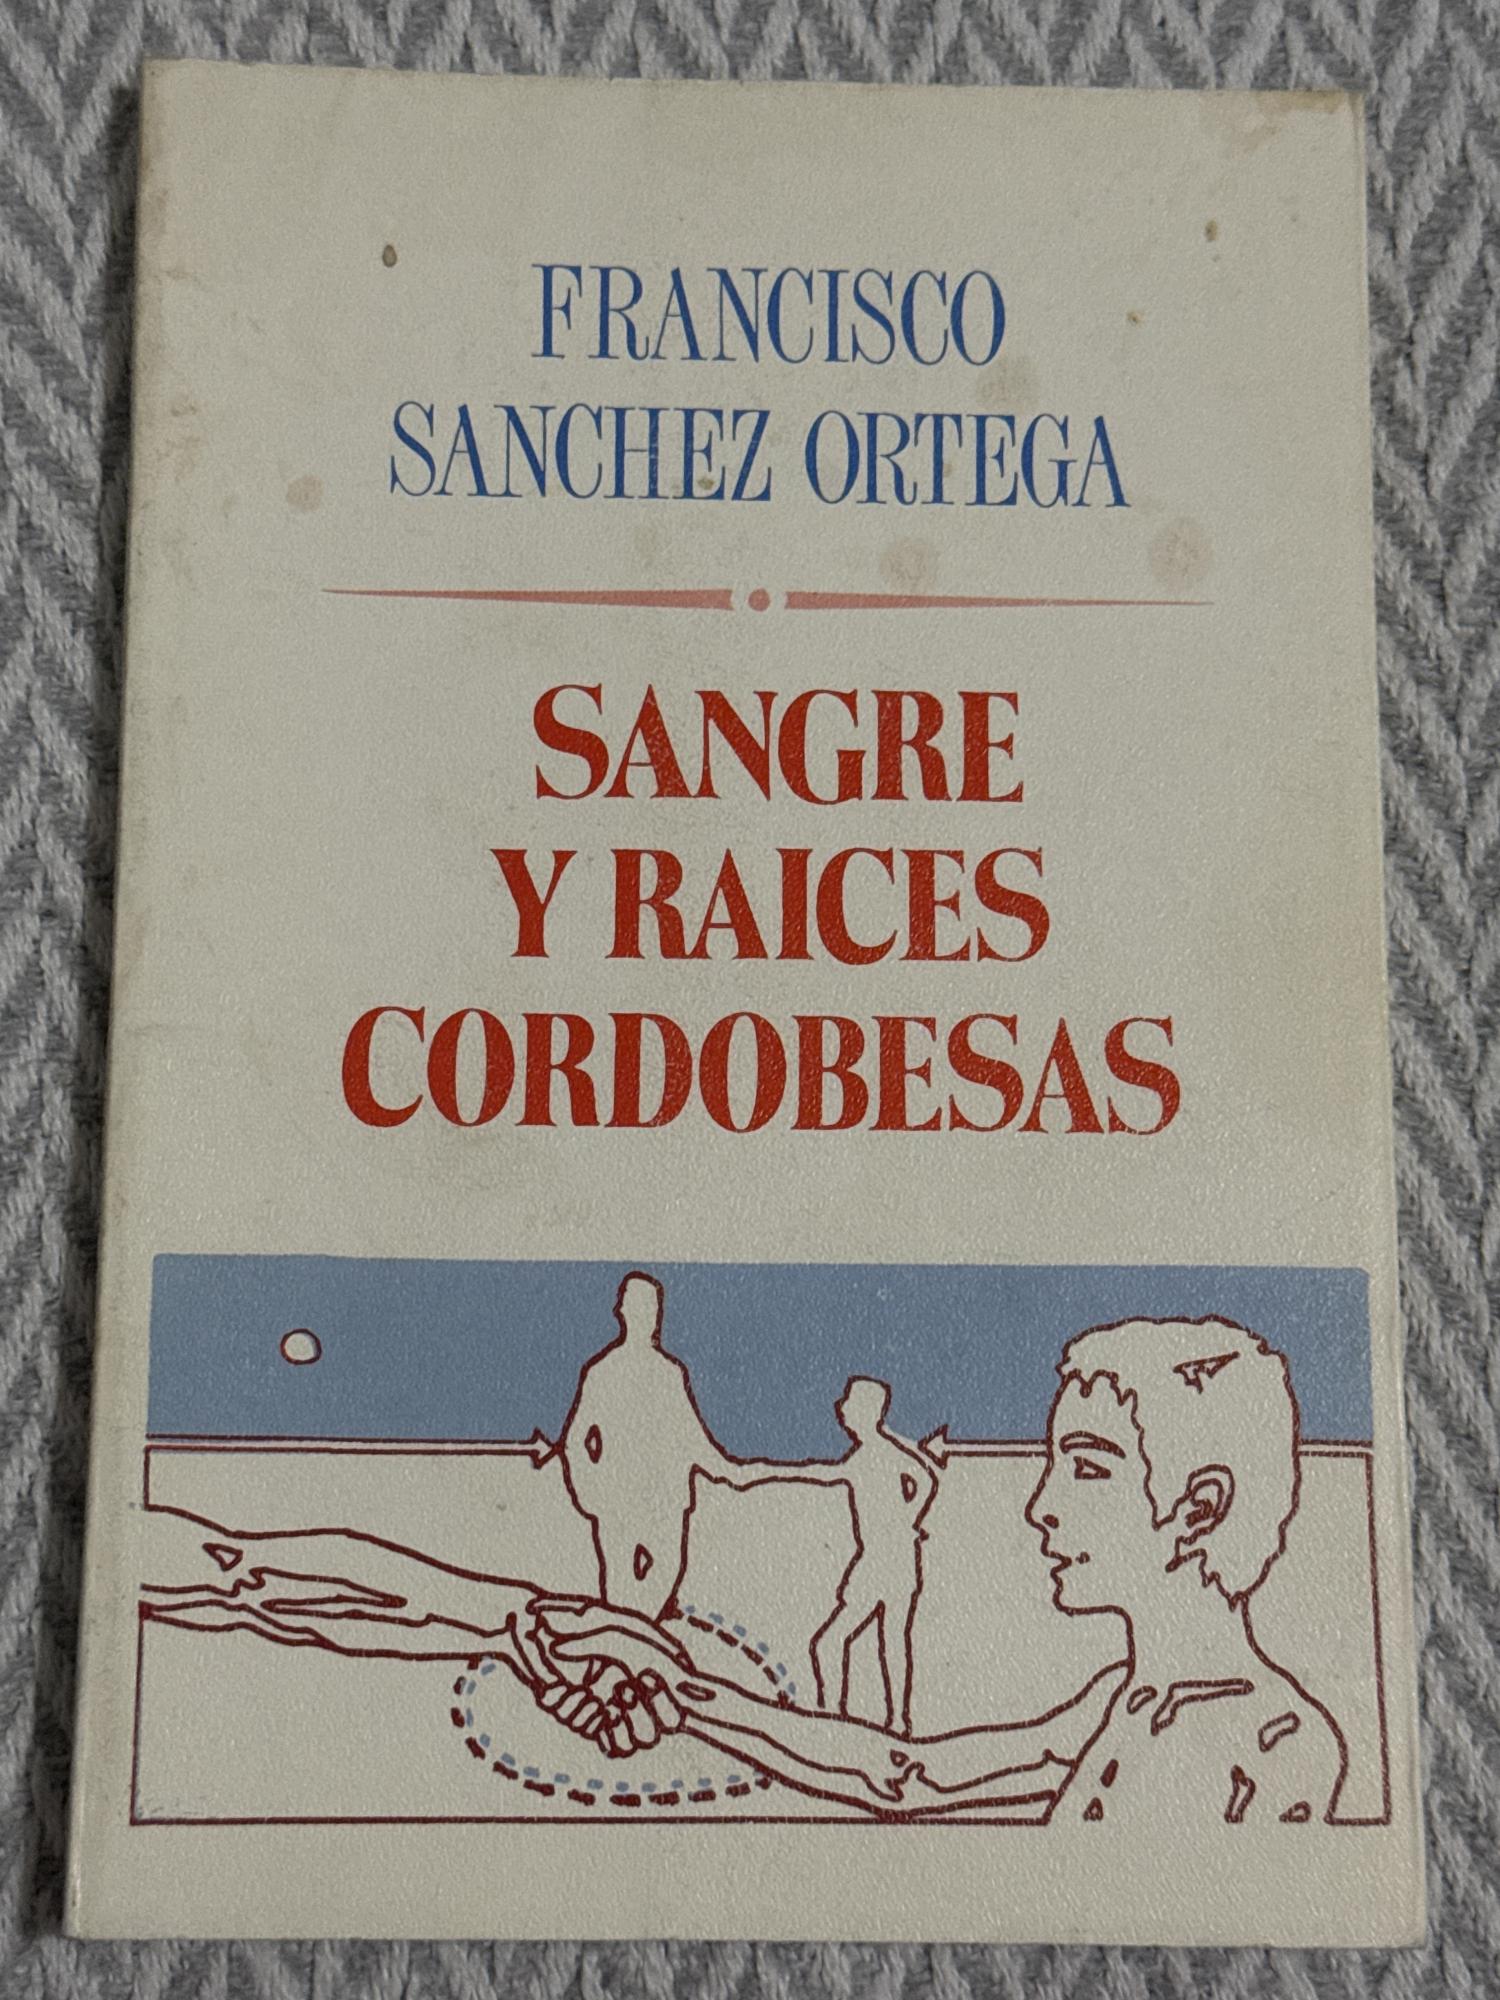 FRANCISCO
SANCHEZ ORTEGA
SANGRE
Y RAICES
CORDOBESAS